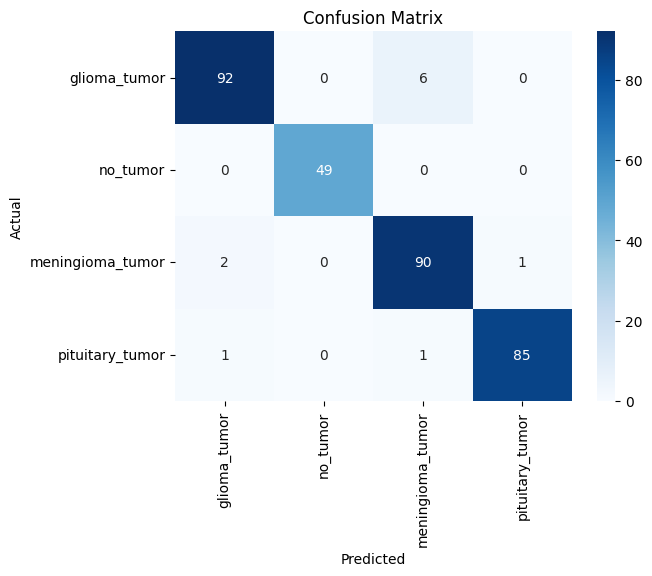 Confusion Matrix
Actual
glioma_tumor 92 0 6 0
no_tumor 0 49 0 0
meningioma_tumor 2 0 90 1
pituitary_tumor 1 0 1 85
glioma_tumor no_tumor meningioma_tumor pituitary_tumor
Predicted
80
60
40
20
0